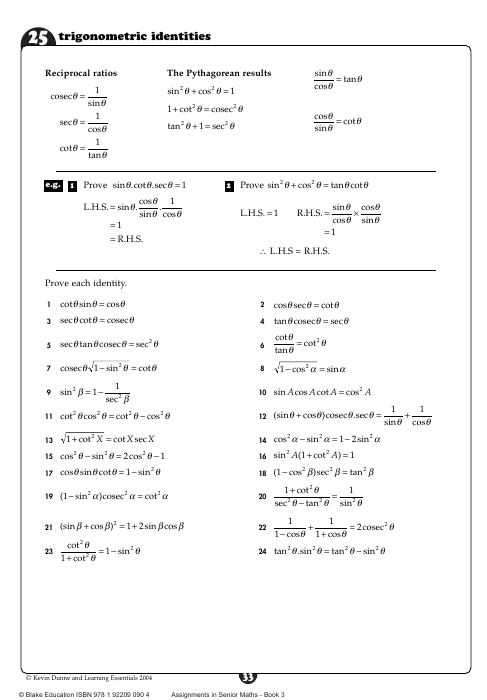 25 trigonometric identities
Reciprocal ratios
cosecθ = 1/sinθ
secθ = 1/cosθ
cotθ = 1/tanθ
The Pythagorean results
sin²θ + cos²θ = 1
1 + cot²θ = cosec²θ
tan²θ + 1 = sec²θ
sinθ/cosθ = tanθ
cosθ/sinθ = cotθ
e.g. 1 Prove sinθ.cotθ.secθ = 1
L.H.S. = sinθ. cosθ/sinθ . 1/cosθ
= 1
= R.H.S.
2 Prove sin²θ + cos²θ = tanθcotθ
L.H.S. = 1 R.H.S. = sinθ/cosθ × cosθ/sinθ
= 1
∴ L.H.S = R.H.S.
Prove each identity.
1 cotθsinθ = cosθ
2 cosθsecθ = cotθ
3 secθcotθ = cosecθ
4 tanθcosecθ = secθ
5 secθtanθcosecθ = sec²θ
6 cotθ/tanθ = cot²θ
7 cosecθ√(1 − sin²θ) = cotθ
8 √(1 − cos²α) = sinα
9 sin²β = 1 − 1/sec²β
10 sinAcosAcotA = cos²A
11 cot²θcos²θ = cot²θ − cos²θ
12 (sinθ + cosθ)cosecθ.secθ = 1/sinθ + 1/cosθ
13 √(1 + cot²X) = cotXsecX
14 cos²α − sin²α = 1 − 2sin²α
15 cos²θ − sin²θ = 2cos²θ − 1
16 sin²A(1 + cot²A) = 1
17 cosθsinθcotθ = 1 − sin²θ
18 (1 − cos²β)sec²β = tan²β
19 (1 − sin²α)cosec²α = cot²α
20 (1 + cot²θ)/(sec²θ − tan²θ) = 1/sin²θ
21 (sinβ + cosβ)² = 1 + 2sinβcosβ
22 1/(1 − cosθ) + 1/(1 + cosθ) = 2cosec²θ
23 cot²θ/(1 + cot²θ) = 1 − sin²θ
24 tan²θ.sin²θ = tan²θ − sin²θ
© Kevin Dunne and Learning Essentials 2004
33
© Blake Education ISBN 978 1 92209 090 4 Assignments in Senior Maths - Book 3